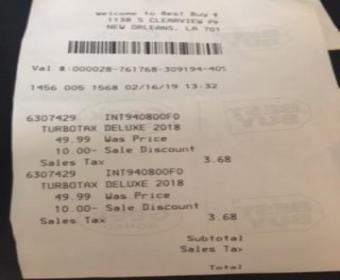 Welcome to Best Buy #
1138 S CLEARVIEW PK
NEW ORLEANS, LA 701
Val #:000028-761768-309194-405
1456 005 1568 02/16/19 13:32
6307429 INT940800F0
TURBOTAX DELUXE 2018
49.99 Was Price
10.00- Sale Discount
Sales Tax 3.68
6307429 INT940800F0
TURBOTAX DELUXE 2018
49.99 Was Price
10.00- Sale Discount
Sales Tax 3.68
Subtotal
Sales Tax
Total